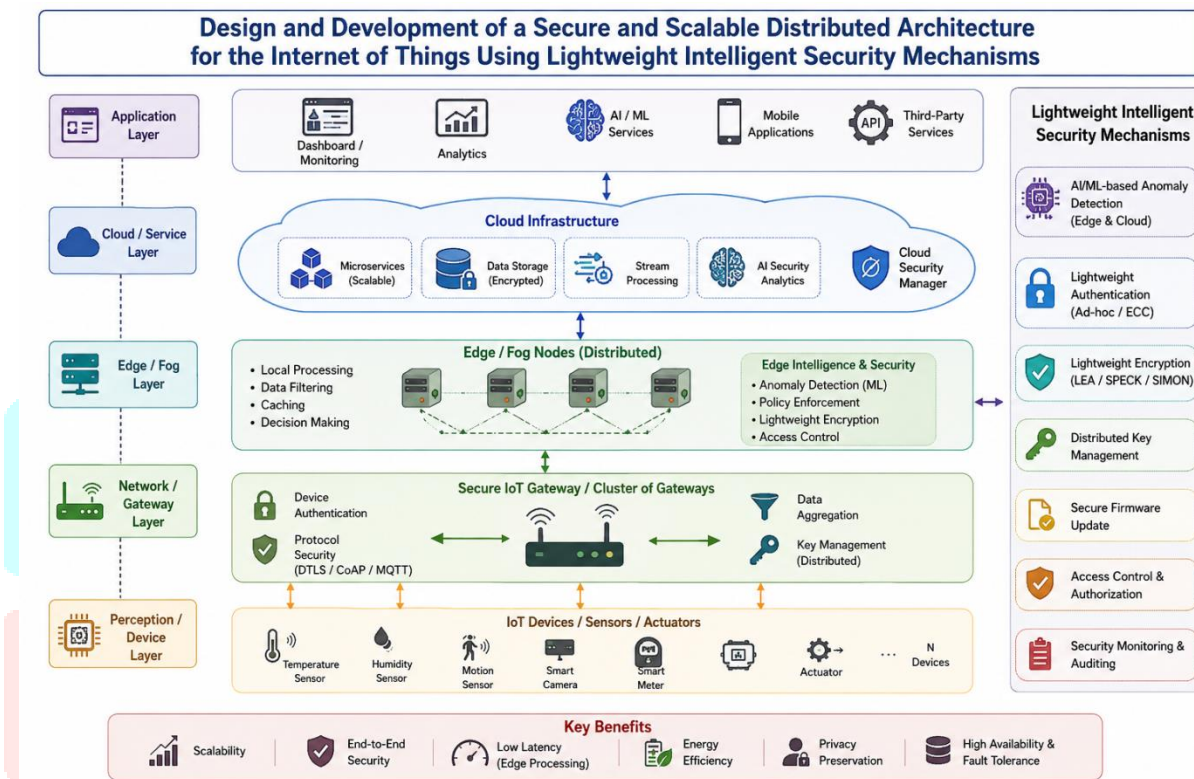 Design and Development of a Secure and Scalable Distributed Architecture
for the Internet of Things Using Lightweight Intelligent Security Mechanisms
Application
Layer
Dashboard /
Monitoring
Analytics
AI / ML
Services
Mobile
Applications
API
Third-Party
Services
Cloud / Service
Layer
Cloud Infrastructure
Microservices
(Scalable)
Data Storage
(Encrypted)
Stream
Processing
AI Security
Analytics
Cloud
Security
Manager
Edge / Fog
Layer
Edge / Fog Nodes (Distributed)
• Local Processing
• Data Filtering
• Caching
• Decision Making
Edge Intelligence & Security
• Anomaly Detection (ML)
• Policy Enforcement
• Lightweight Encryption
• Access Control
Network /
Gateway
Layer
Secure IoT Gateway / Cluster of Gateways
Device
Authentication
Protocol
Security
(DTLS / CoAP / MQTT)
Data
Aggregation
Key Management
(Distributed)
Perception /
Device
Layer
IoT Devices / Sensors / Actuators
Temperature
Sensor
Humidity
Sensor
Motion
Sensor
Smart
Camera
Smart
Meter
Actuator
...
N
Devices
Lightweight Intelligent
Security Mechanisms
AI/ML-based Anomaly
Detection
(Edge & Cloud)
Lightweight
Authentication
(Ad-hoc / ECC)
Lightweight Encryption
(LEA / SPECK / SIMON)
Distributed Key
Management
Secure Firmware
Update
Access Control &
Authorization
Security Monitoring &
Auditing
Key Benefits
Scalability
End-to-End
Security
Low Latency
(Edge Processing)
Energy
Efficiency
Privacy
Preservation
High Availability &
Fault Tolerance